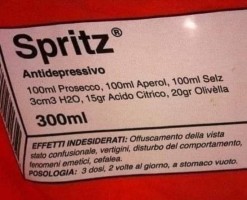 Spritz®
Antidepressivo
100ml Prosecco, 100ml Aperol, 100ml Selz
3cm3 H2O, 15gr Acido Citrico, 20gr Olivella
300ml
EFFETTI INDESIDERATI: Offuscamento della vista
stato confusionale, vertigini, disturbo del comportamento,
fenomeni emetici, cefalea.
POSOLOGIA: 3 dosi, 2 volte al giorno, a stomaco vuoto.